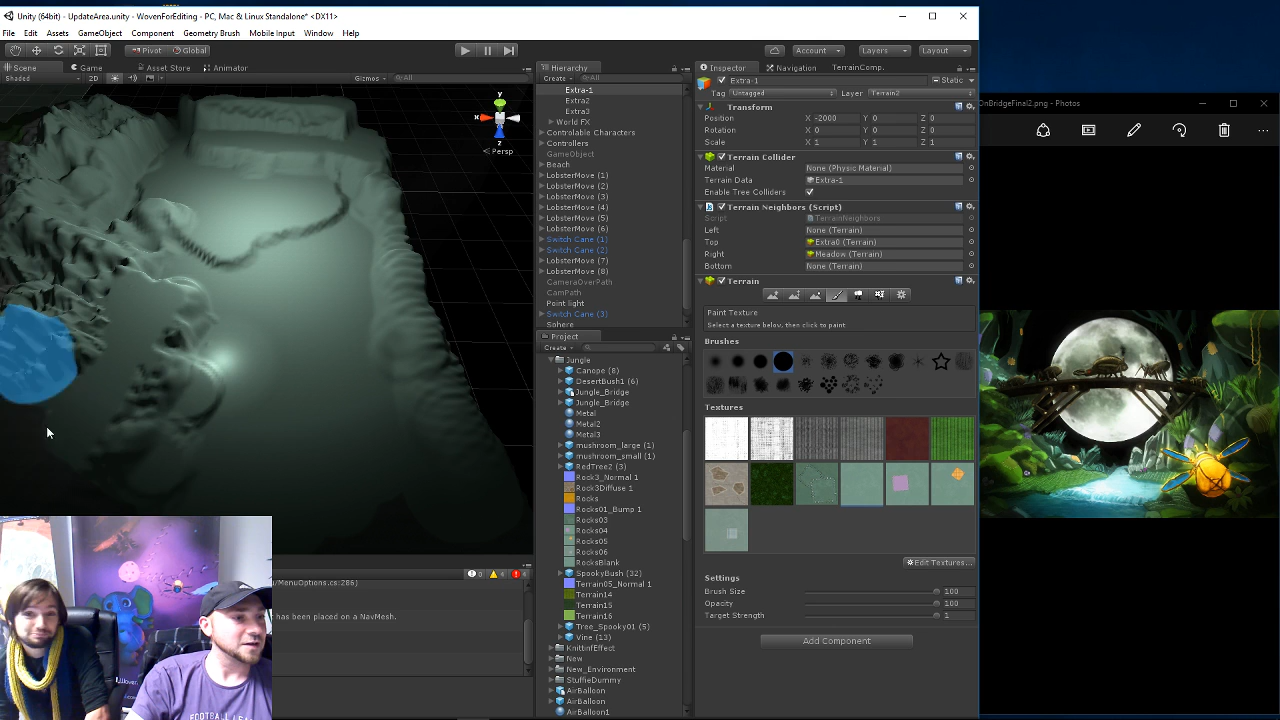 Unity (64bit) - UpdateArea.unity - WovenForEditing - PC, Mac & Linux Standalone* <DX11>
File Edit Assets GameObject Component Geometry Brush Mobile Input Window Help
Pivot Global Account Layers Layout
Scene Game Asset Store Animator
Shaded 2D Gizmos All
y
x
z
Persp
Hierarchy
Create All
Extra-1
Extra2
Extra3
World FX
Controlable Characters
Controllers
GameObject
Beach
LobsterMove (1)
LobsterMove (2)
LobsterMove (3)
LobsterMove (4)
LobsterMove (5)
LobsterMove (6)
Switch Cane (1)
Switch Cane (2)
LobsterMove (7)
LobsterMove (8)
CameraOverPath
CamPath
Point light
Switch Cane (3)
Sphere
Project
Create
Jungle
Canope (8)
DesertBush1 (6)
Jungle_Bridge
Jungle_Bridge
Metal
Metal2
Metal3
mushroom_large (1)
mushroom_small (1)
RedTree2 (3)
Rock3_Normal 1
Rock3Diffuse 1
Rocks
Rocks01_Bump 1
Rocks03
Rocks04
Rocks05
Rocks06
RocksBlank
SpookyBush (32)
Terrain05_Normal 1
Terrain14
Terrain15
Terrain16
Tree_Spooky01 (5)
Vine (13)
KnittinfEffect
New
New_Environment
StuffieDummy
AirBalloon
AirBalloon
AirBalloon1
Inspector Navigation TerrainComp.
Extra-1 Static
Tag Untagged Layer Terrain2
Transform
Position X -2000 Y 0 Z 0
Rotation X 0 Y 0 Z 0
Scale X 1 Y 1 Z 1
Terrain Collider
Material None (Physic Material)
Terrain Data Extra-1
Enable Tree Colliders
Terrain Neighbors (Script)
Script TerrainNeighbors
Left None (Terrain)
Top Extra0 (Terrain)
Right Meadow (Terrain)
Bottom None (Terrain)
Terrain
Paint Texture
Select a texture below, then click to paint
Brushes
Textures
Edit Textures...
Settings
Brush Size 100
Opacity 100
Target Strength 1
Add Component
/MenuOptions.cs:286)
has been placed on a NavMesh.
OnBridgeFinal2.png - Photos